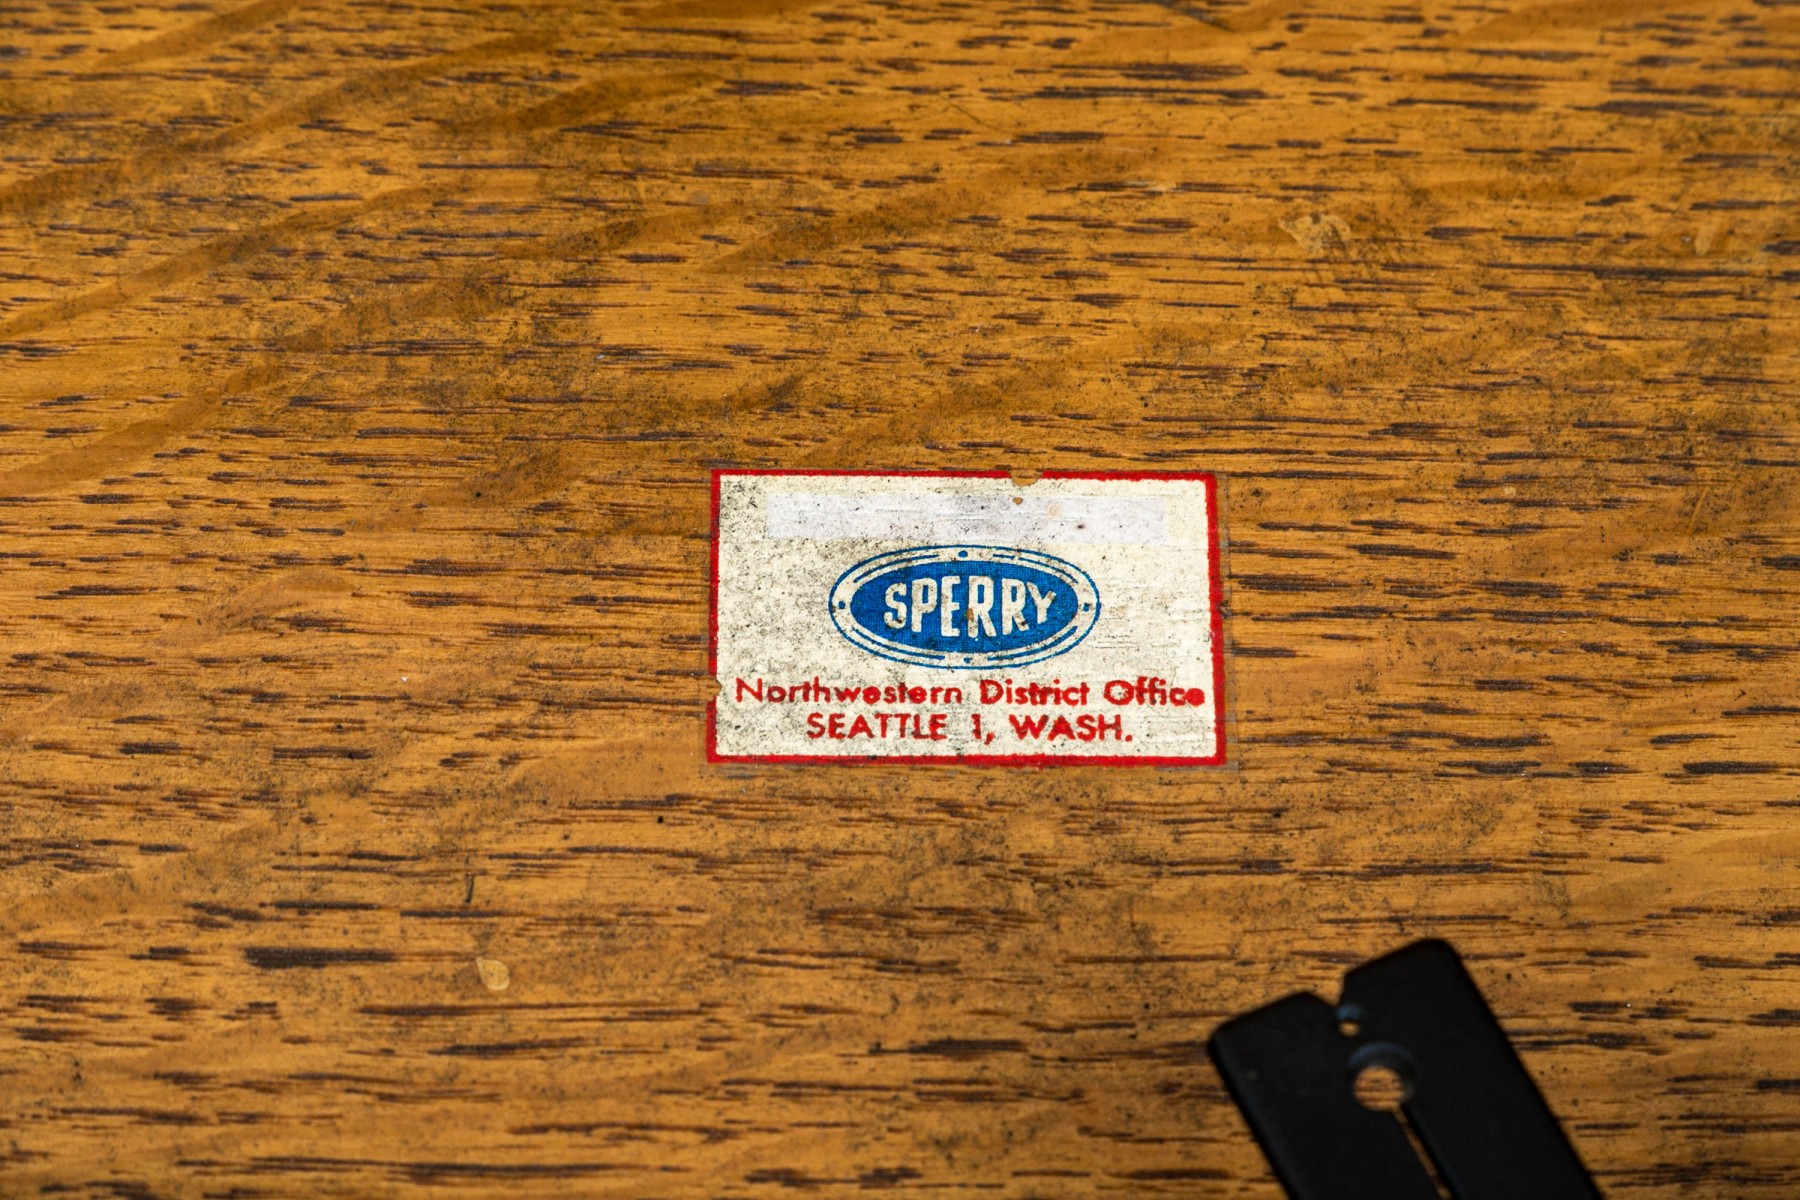 SPERRY
Northwestern District Office
SEATTLE 1, WASH.